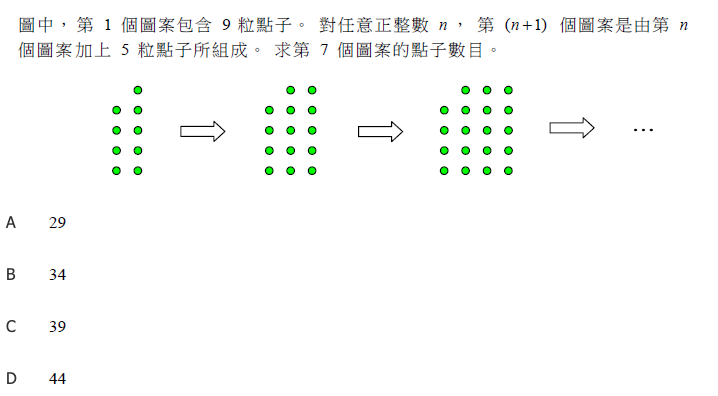 圖中，第 1 個圖案包含 9 粒點子。 對任意正整數 n ， 第 (n+1) 個圖案是由第 n
個圖案加上 5 粒點子所組成。 求第 7 個圖案的點子數目。
...
A 29
B 34
C 39
D 44